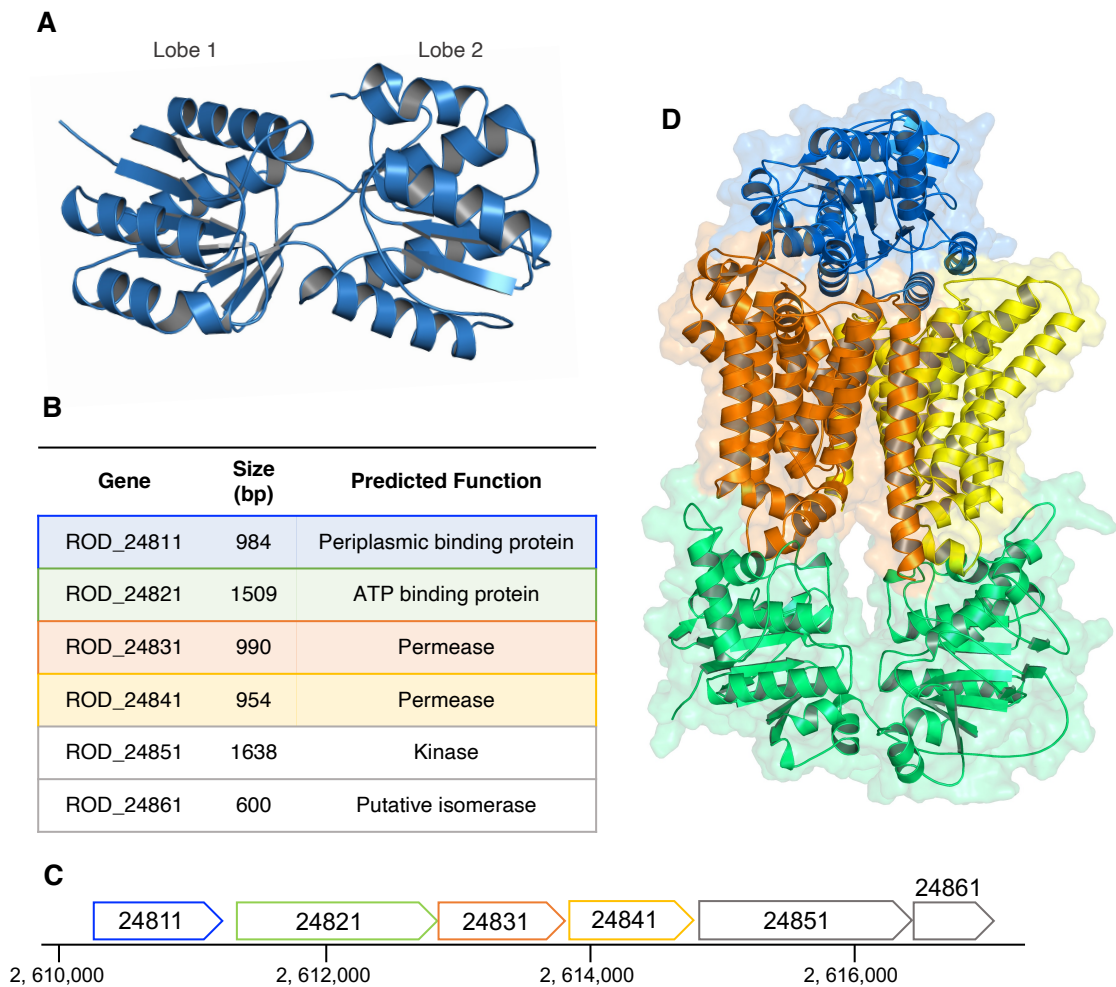 A
Lobe 1 Lobe 2
D
B
Gene Size (bp) Predicted Function
ROD_24811 984 Periplasmic binding protein
ROD_24821 1509 ATP binding protein
ROD_24831 990 Permease
ROD_24841 954 Permease
ROD_24851 1638 Kinase
ROD_24861 600 Putative isomerase
C
24861
24811 24821 24831 24841 24851
2, 610,000 2, 612,000 2, 614,000 2, 616,000